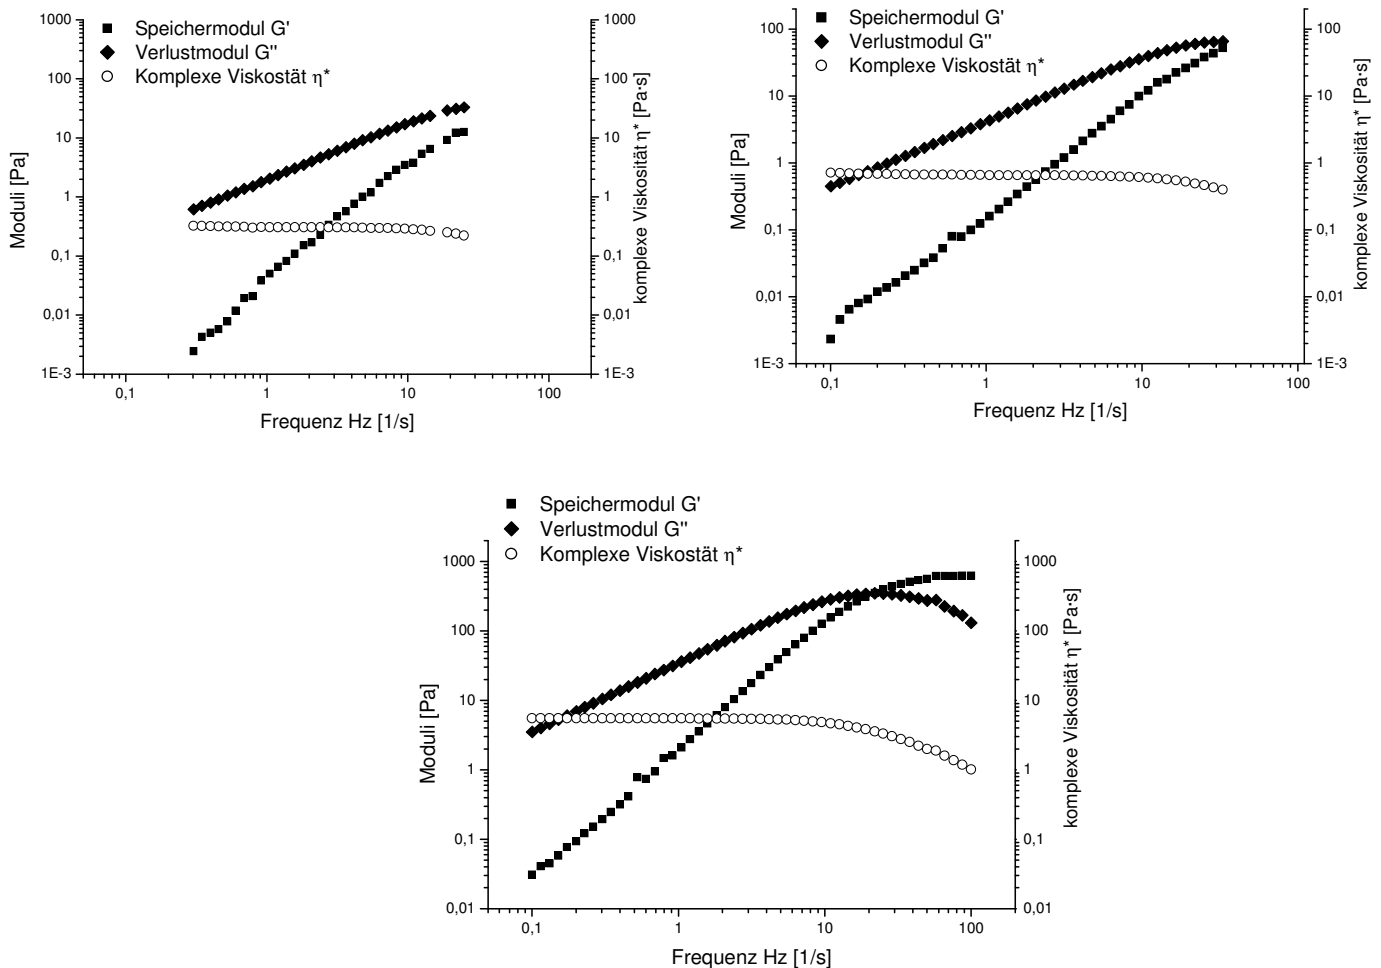 Speichermodul G'
Verlustmodul G"
Komplexe Viskostät η*
1000
100
10
1
0,1
0,01
1E-3
Moduli [Pa]
1000
100
10
1
0,1
0,01
1E-3
komplexe Viskosität η* [Pa·s]
0,1
1
10
100
Frequenz Hz [1/s]
Speichermodul G'
Verlustmodul G"
Komplexe Viskostät η*
100
10
1
0,1
0,01
1E-3
Moduli [Pa]
100
10
1
0,1
0,01
1E-3
komplexe Viskosität η* [Pa·s]
0,1
1
10
100
Frequenz Hz [1/s]
Speichermodul G'
Verlustmodul G"
Komplexe Viskostät η*
1000
100
10
1
0,1
0,01
Moduli [Pa]
1000
100
10
1
0,1
0,01
komplexe Viskosität η* [Pa·s]
0,1
1
10
100
Frequenz Hz [1/s]